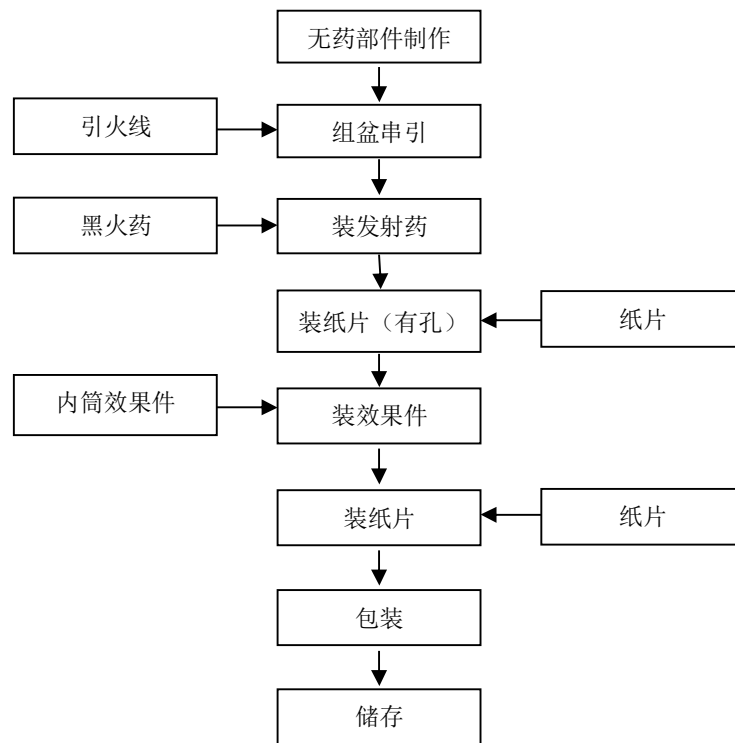 无药部件制作
引火线
组盆串引
黑火药
装发射药
装纸片（有孔）
纸片
内筒效果件
装效果件
装纸片
纸片
包装
储存